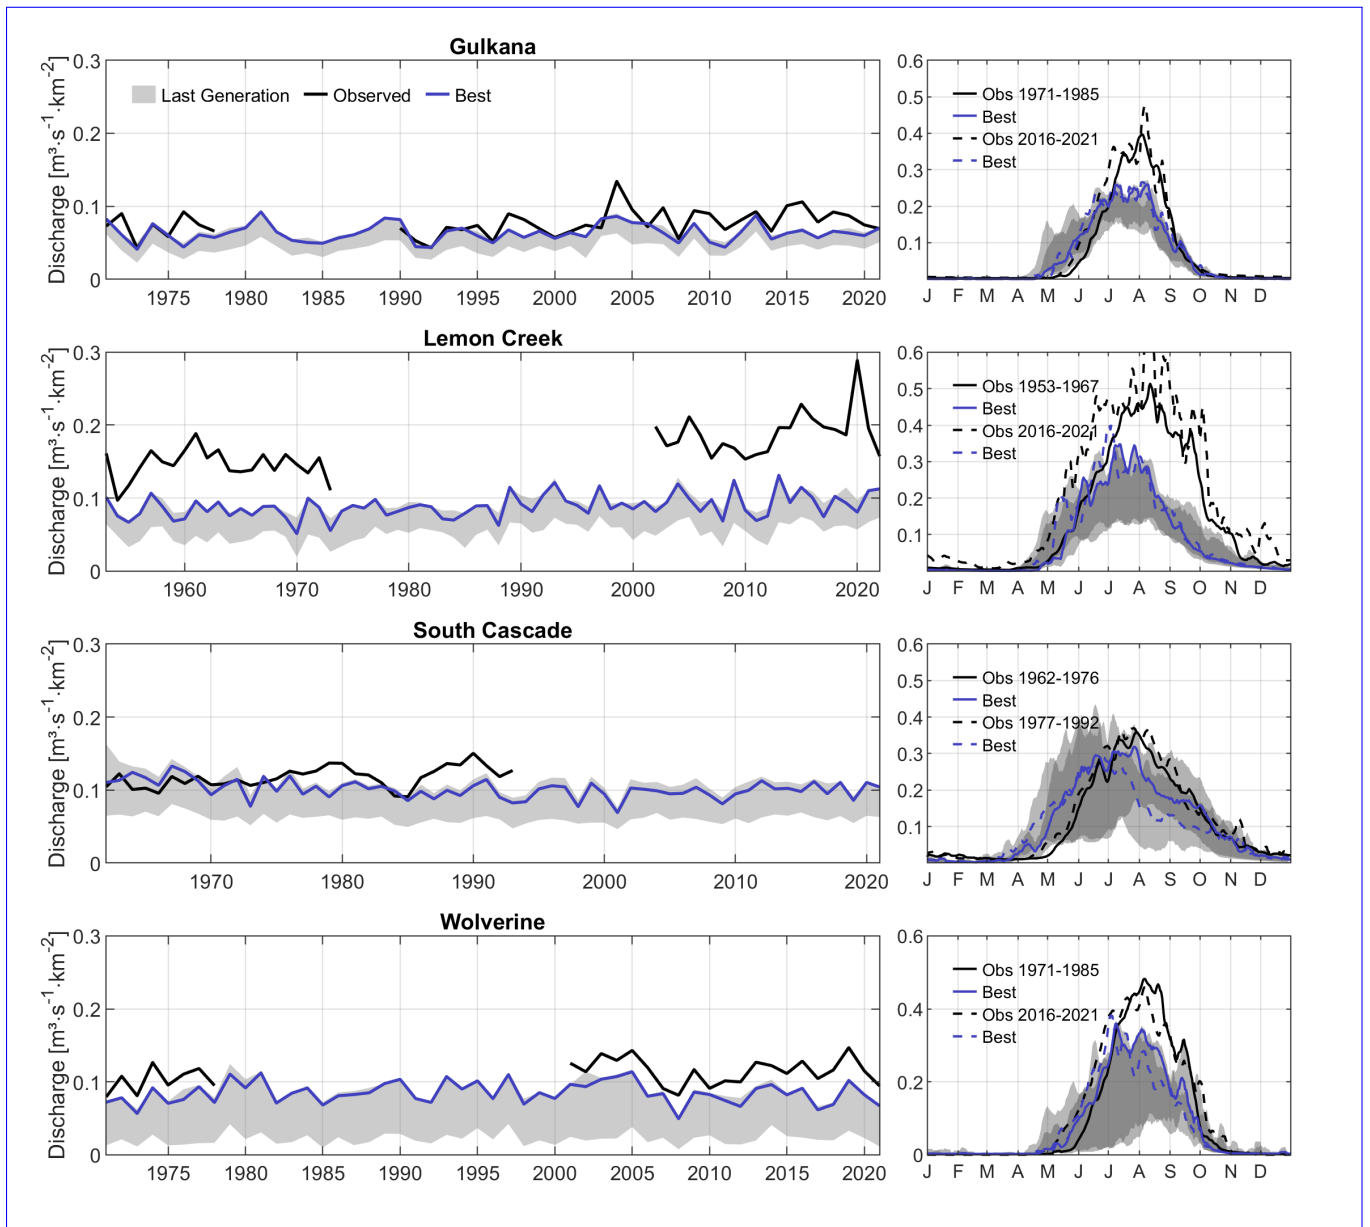 Gulkana
Discharge [m³·s⁻¹·km⁻²]
0.3
0.2
0.1
0
Last Generation
Observed
Best
1975 1980 1985 1990 1995 2000 2005 2010 2015 2020
0.6
0.5
0.4
0.3
0.2
0.1
Obs 1971-1985
Best
Obs 2016-2021
Best
J F M A M J J A S O N D
Lemon Creek
Discharge [m³·s⁻¹·km⁻²]
0.3
0.2
0.1
0
1960 1970 1980 1990 2000 2010 2020
0.6
0.5
0.4
0.3
0.2
0.1
Obs 1953-1967
Best
Obs 2016-2021
Best
J F M A M J J A S O N D
South Cascade
Discharge [m³·s⁻¹·km⁻²]
0.3
0.2
0.1
0
1970 1980 1990 2000 2010 2020
0.6
0.5
0.4
0.3
0.2
0.1
Obs 1962-1976
Best
Obs 1977-1992
Best
J F M A M J J A S O N D
Wolverine
Discharge [m³·s⁻¹·km⁻²]
0.3
0.2
0.1
0
1975 1980 1985 1990 1995 2000 2005 2010 2015 2020
0.6
0.4
0.2
0
Obs 1971-1985
Best
Obs 2016-2021
Best
J F M A M J J A S O N D